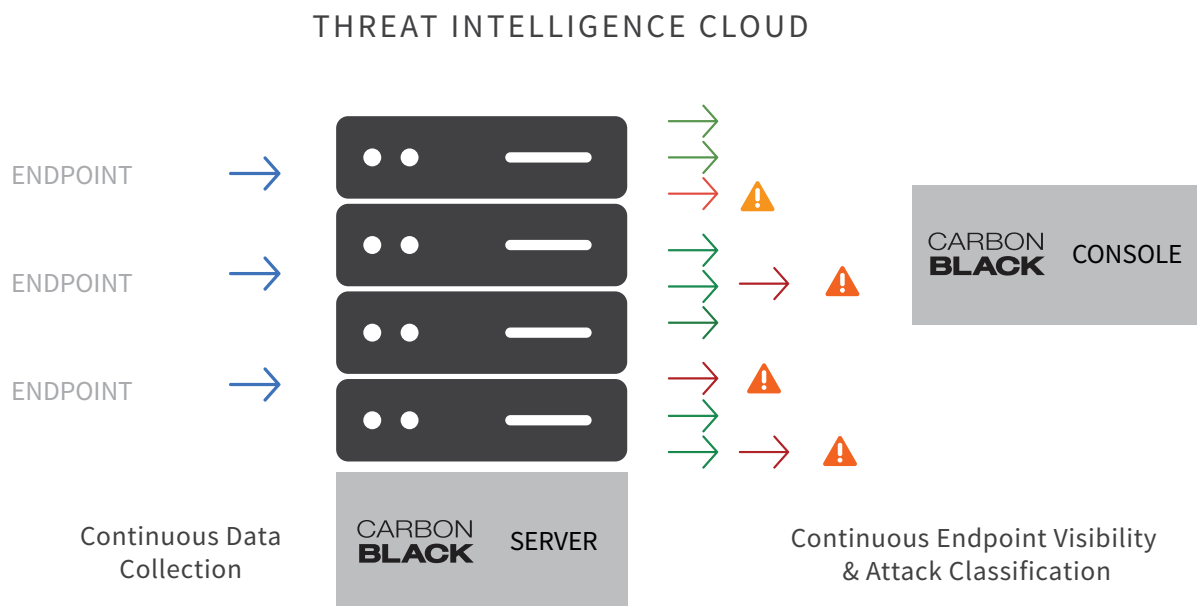 THREAT INTELLIGENCE CLOUD
ENDPOINT
ENDPOINT
ENDPOINT
CARBON
BLACK
CONSOLE
Continuous Data
Collection
CARBON
BLACK
SERVER
Continuous Endpoint Visibility
& Attack Classification